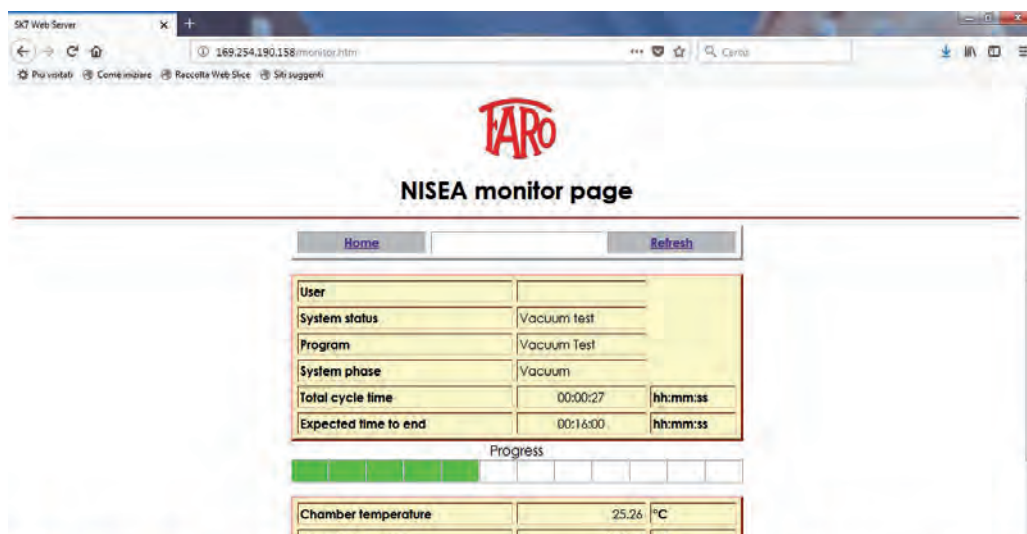 SK7 Web Server
169.254.190.158/monitor.htm
Cerca
Più visitati Come iniziare Raccolta Web Slice Siti suggeriti
FARO
NISEA monitor page
Home Refresh
User
System status Vacuum test
Program Vacuum Test
System phase Vacuum
Total cycle time 00:00:27 hh:mm:ss
Expected time to end 00:16:00 hh:mm:ss
Progress
Chamber temperature 25.26 °C